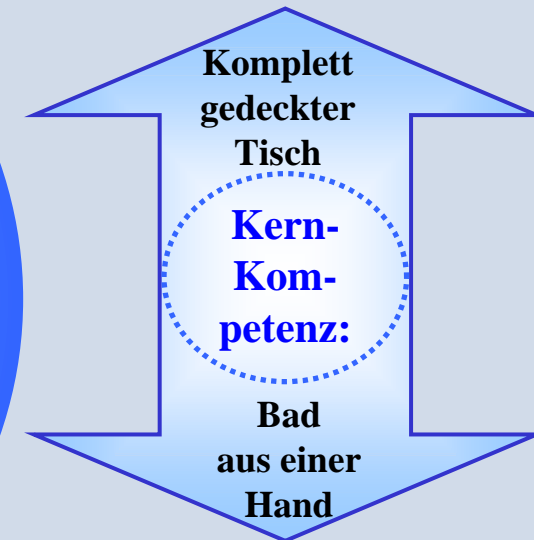 Komplett
gedeckter
Tisch
Kern-
Kom-
petenz:
Bad
aus einer
Hand